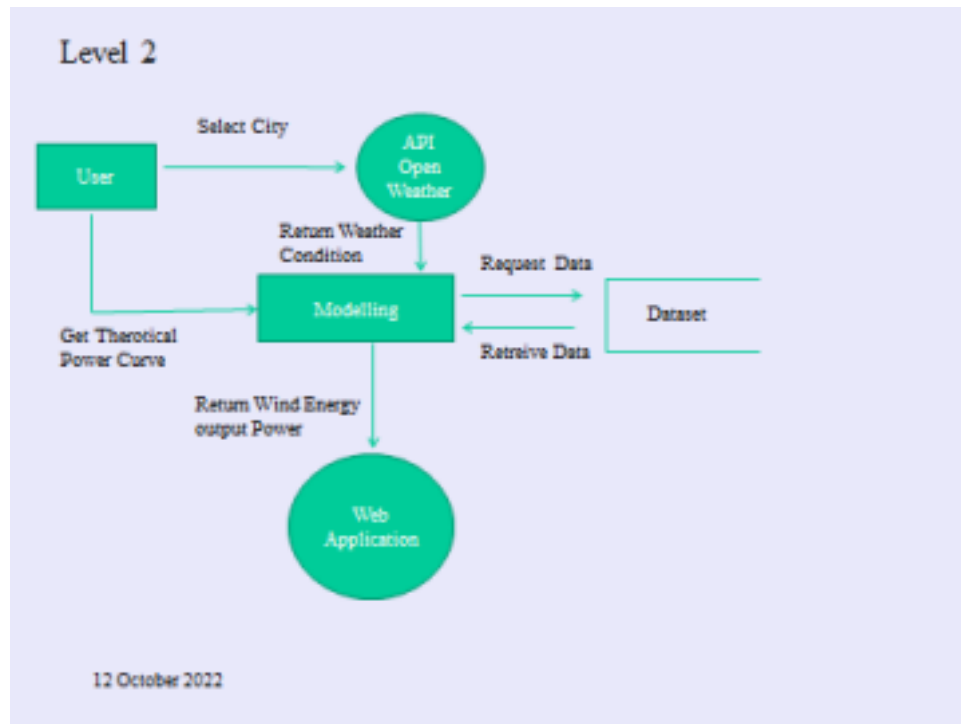 Level 2
Select City
User
API
Open
Weather
Return Weather
Condition
Request Data
Modelling
Dataset
Get Therotical
Power Curve
Retreive Data
Return Wind Energy
output Power
Web
Application
12 October 2022